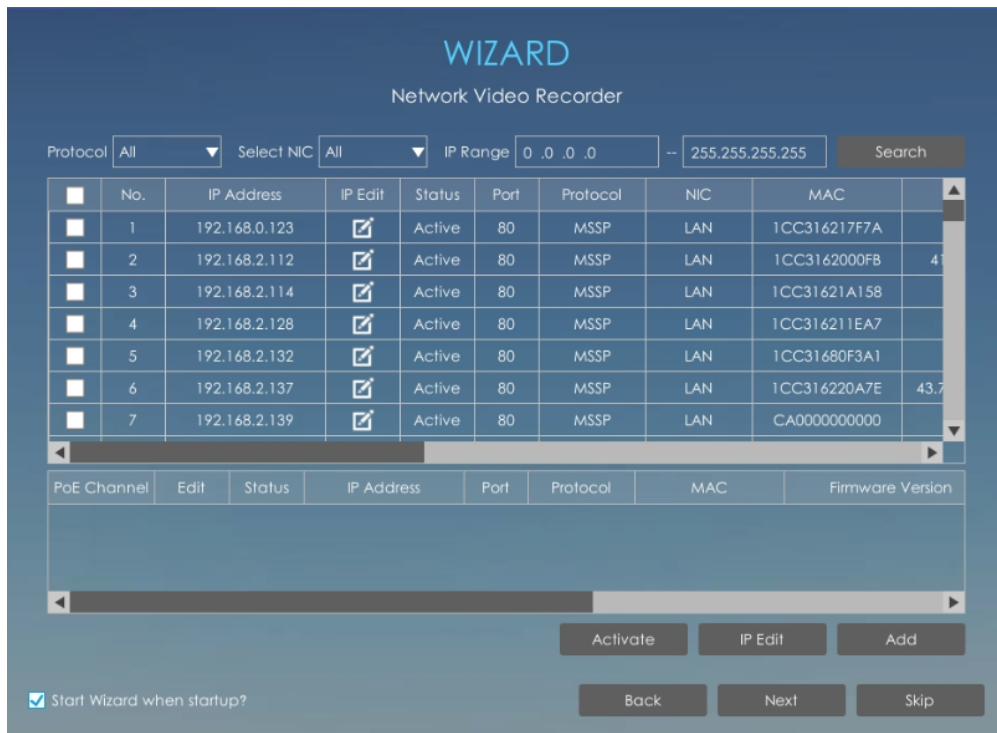 WIZARD
Network Video Recorder
Protocol All Select NIC All IP Range 0 .0 .0 .0 -- 255.255.255.255 Search
No. IP Address IP Edit Status Port Protocol NIC MAC
1 192.168.0.123 Active 80 MSSP LAN 1CC316217F7A
2 192.168.2.112 Active 80 MSSP LAN 1CC3162000FB 41
3 192.168.2.114 Active 80 MSSP LAN 1CC31621A158
4 192.168.2.128 Active 80 MSSP LAN 1CC316211EA7
5 192.168.2.132 Active 80 MSSP LAN 1CC31680F3A1
6 192.168.2.137 Active 80 MSSP LAN 1CC316220A7E 43.7
7 192.168.2.139 Active 80 MSSP LAN CA0000000000
PoE Channel Edit Status IP Address Port Protocol MAC Firmware Version
Activate IP Edit Add
Start Wizard when startup? Back Next Skip